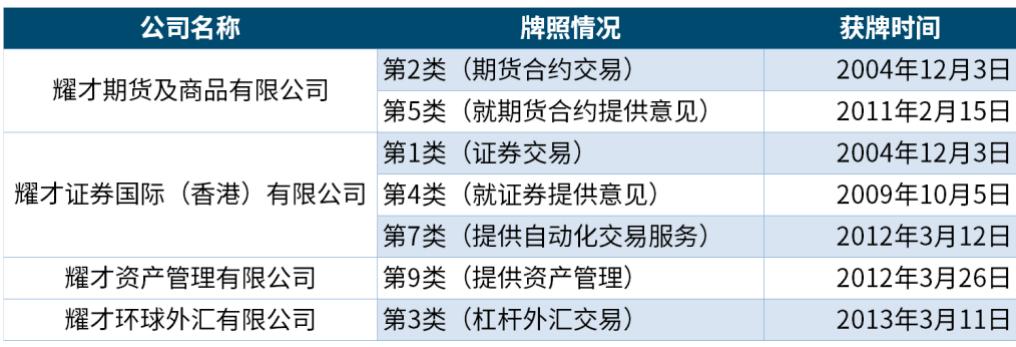 公司名称 牌照情况 获牌时间
耀才期货及商品有限公司 第2类（期货合约交易） 2004年12月3日
第5类（就期货合约提供意见） 2011年2月15日
耀才证券国际（香港）有限公司 第1类（证券交易） 2004年12月3日
第4类（就证券提供意见） 2009年10月5日
第7类（提供自动化交易服务） 2012年3月12日
耀才资产管理有限公司 第9类（提供资产管理） 2012年3月26日
耀才环球外汇有限公司 第3类（杠杆外汇交易） 2013年3月11日